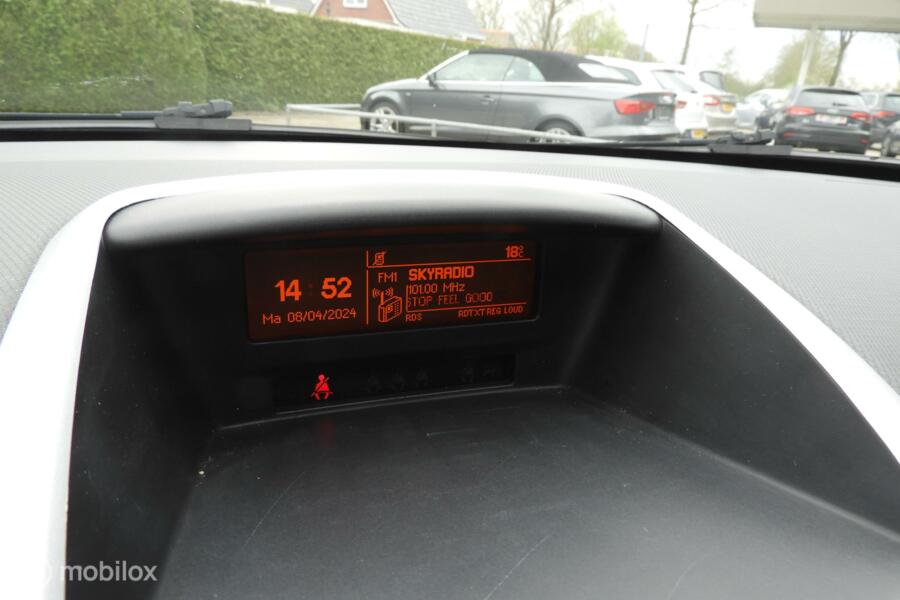 18°C
14:52
FM1 SKYRADIO
101.00 MHz
STOP FEEL GOOD
Ma 08/04/2024
RDS RDTXT REG LOUD
mobilox